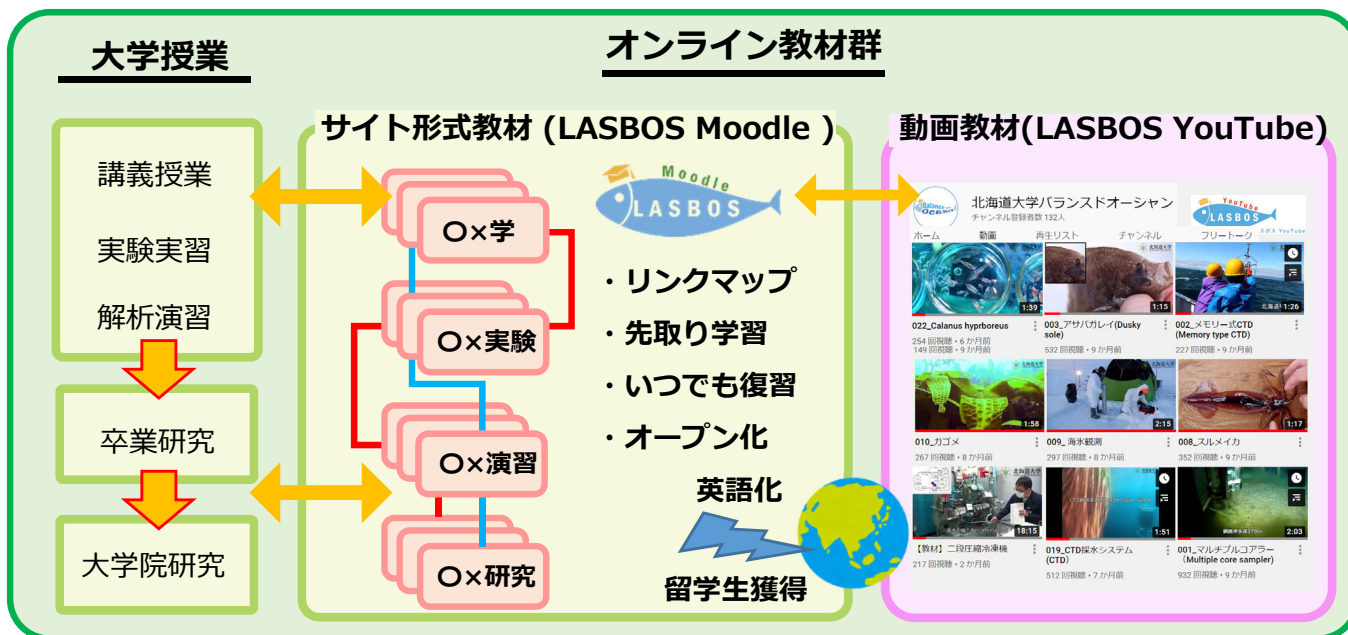 大学授業
オンライン教材群
講義授業
実験実習
解析演習
卒業研究
大学院研究
サイト形式教材 (LASBOS Moodle )
〇×学
〇×実験
〇×演習
〇×研究
Moodle
LASBOS
・リンクマップ
・先取り学習
・いつでも復習
・オープン化
英語化
留学生獲得
動画教材(LASBOS YouTube)
北海道大学バランスドオーシャン
チャンネル登録者数 132人
YouTube
LASBOS
ホーム 動画 再生リスト チャンネル フリートーク
1:39
1:15
1:26
022_Calanus hyprboreus
254 回視聴・6 か月前
149 回視聴・9 か月前
003_アサバガレイ(Dusky
sole)
532 回視聴・9 か月前
002_メモリー式CTD
(Memory type CTD)
227 回視聴・9 か月前
1:58
2:15
1:17
010_ガゴメ
267 回視聴・8 か月前
009_ 海氷観測
297 回視聴・8 か月前
008_スルメイカ
352 回視聴・9 か月前
18:15
1:51
2:03
【教材】二段圧縮冷凍機
217 回視聴・2 か月前
019_CTD採水システム
(CTD)
512 回視聴・7 か月前
001_マルチプルコアラー
(Multiple core sampler)
932 回視聴・9 か月前